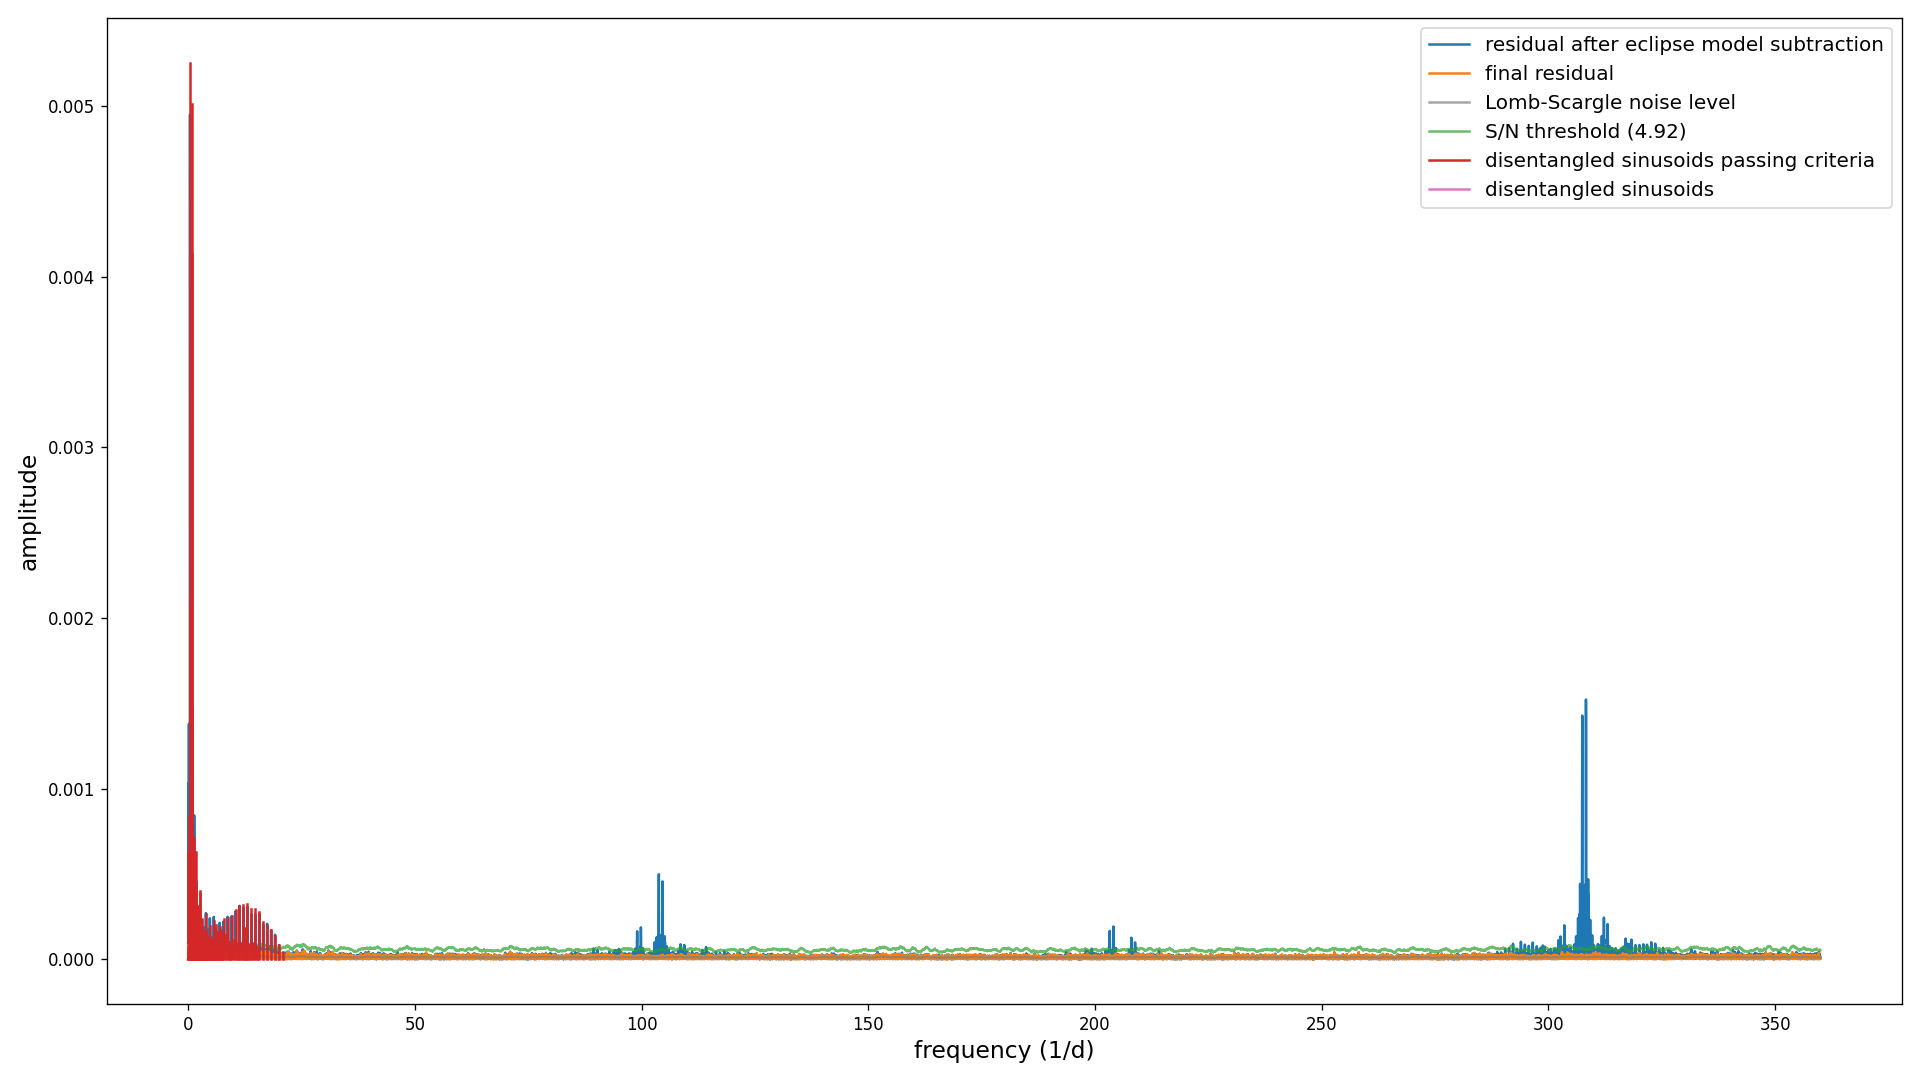 residual after eclipse model subtraction
final residual
Lomb-Scargle noise level
S/N threshold (4.92)
disentangled sinusoids passing criteria
disentangled sinusoids
amplitude
0.005
0.004
0.003
0.002
0.001
0.000
0 50 100 150 200 250 300 350
frequency (1/d)